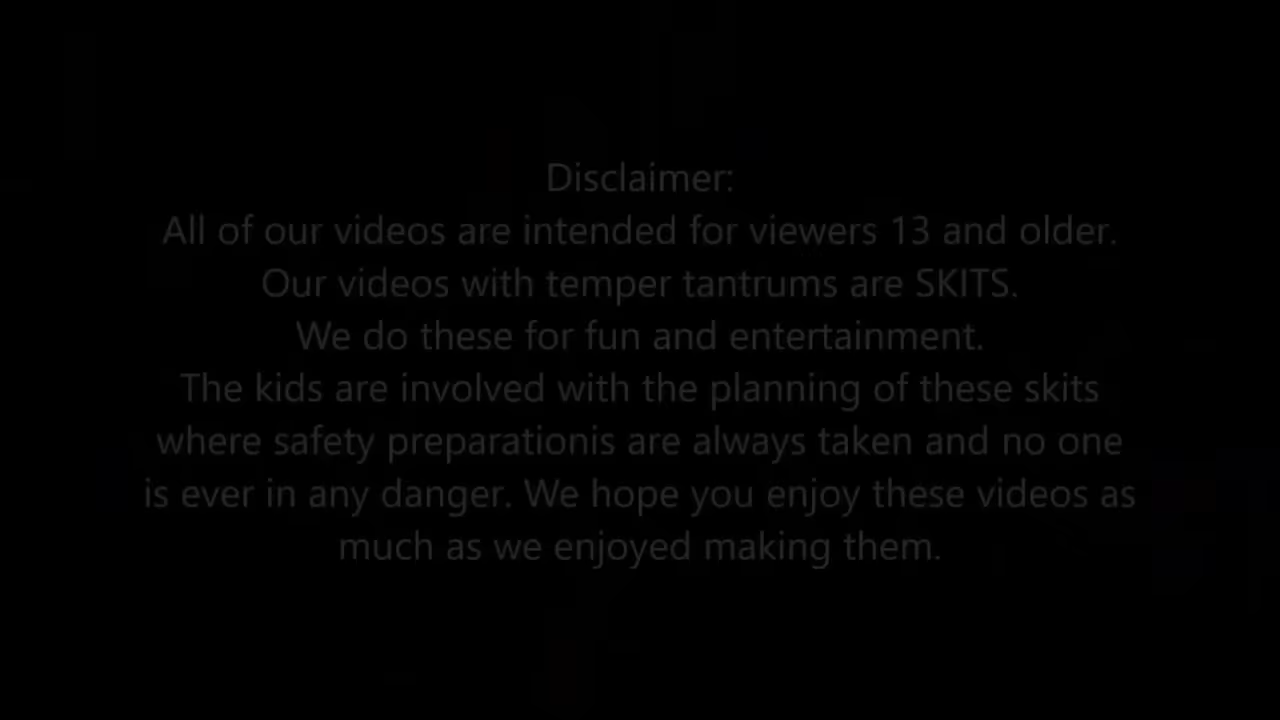 Disclaimer:
All of our videos are intended for viewers 13 and older.
Our videos with temper tantrums are SKITS.
We do these for fun and entertainment.
The kids are involved with the planning of these skits
where safety preparationis are always taken and no one
is ever in any danger. We hope you enjoy these videos as
much as we enjoyed making them.